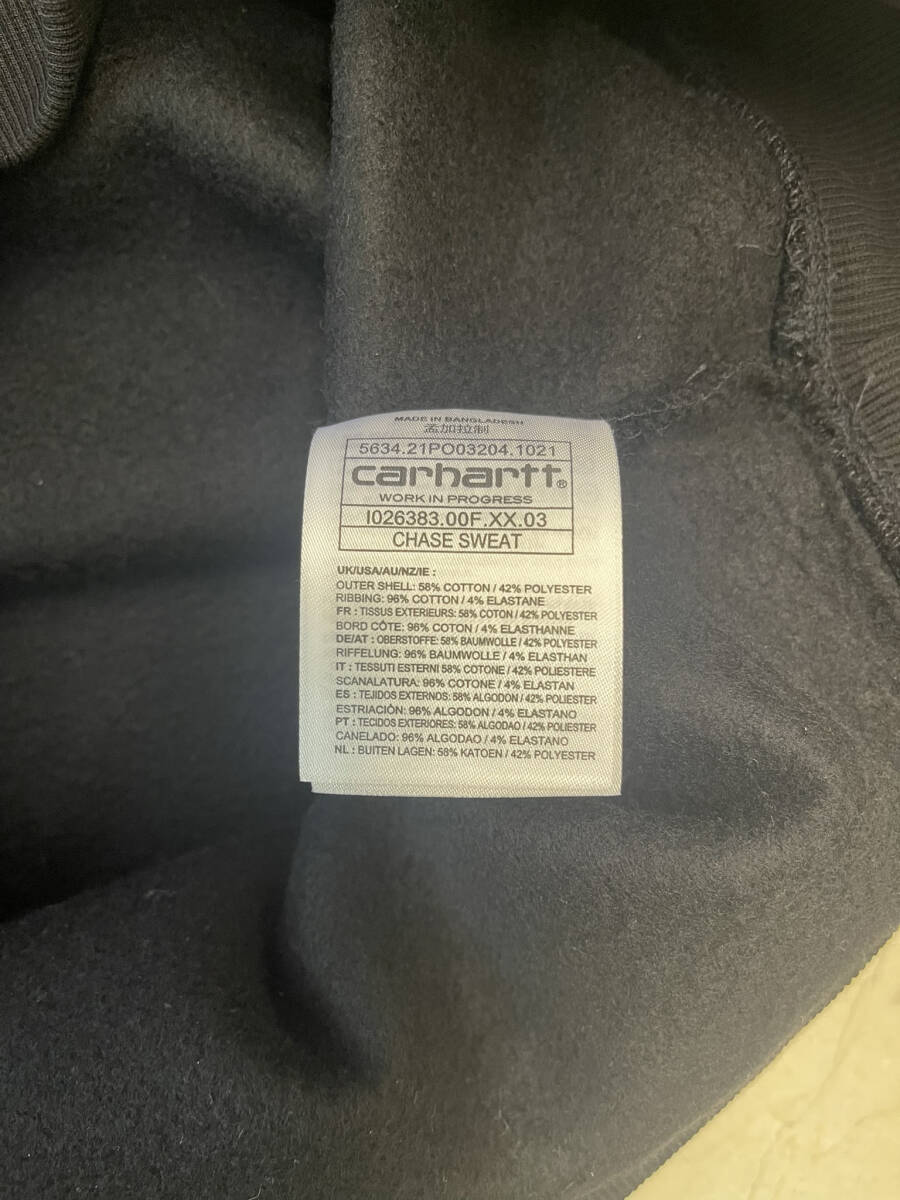 MADE IN BANGLADESH
孟加拉制
5634.21PO03204.1021
carhartt®
WORK IN PROGRESS
I026383.00F.XX.03
CHASE SWEAT
UK/USA/AU/NZ/IE :
OUTER SHELL: 58% COTTON / 42% POLYESTER
RIBBING: 96% COTTON / 4% ELASTANE
FR : TISSUS EXTERIEURS: 58% COTON / 42% POLYESTER
BORD CÔTE: 96% COTON / 4% ELASTHANNE
DE/AT : OBERSTOFFE: 58% BAUMWOLLE / 42% POLYESTER
RIFFELUNG: 96% BAUMWOLLE / 4% ELASTHAN
IT : TESSUTI ESTERNI 58% COTONE / 42% POLIESTERE
SCANALATURA: 96% COTONE / 4% ELASTAN
ES : TEJIDOS EXTERNOS: 58% ALGODON / 42% POLIESTER
ESTRIACIÓN: 96% ALGODON / 4% ELASTANO
PT : TECIDOS EXTERIORES: 58% ALGODAO / 42% POLIESTER
CANELADO: 96% ALGODAO / 4% ELASTANO
NL : BUITEN LAGEN: 58% KATOEN / 42% POLYESTER